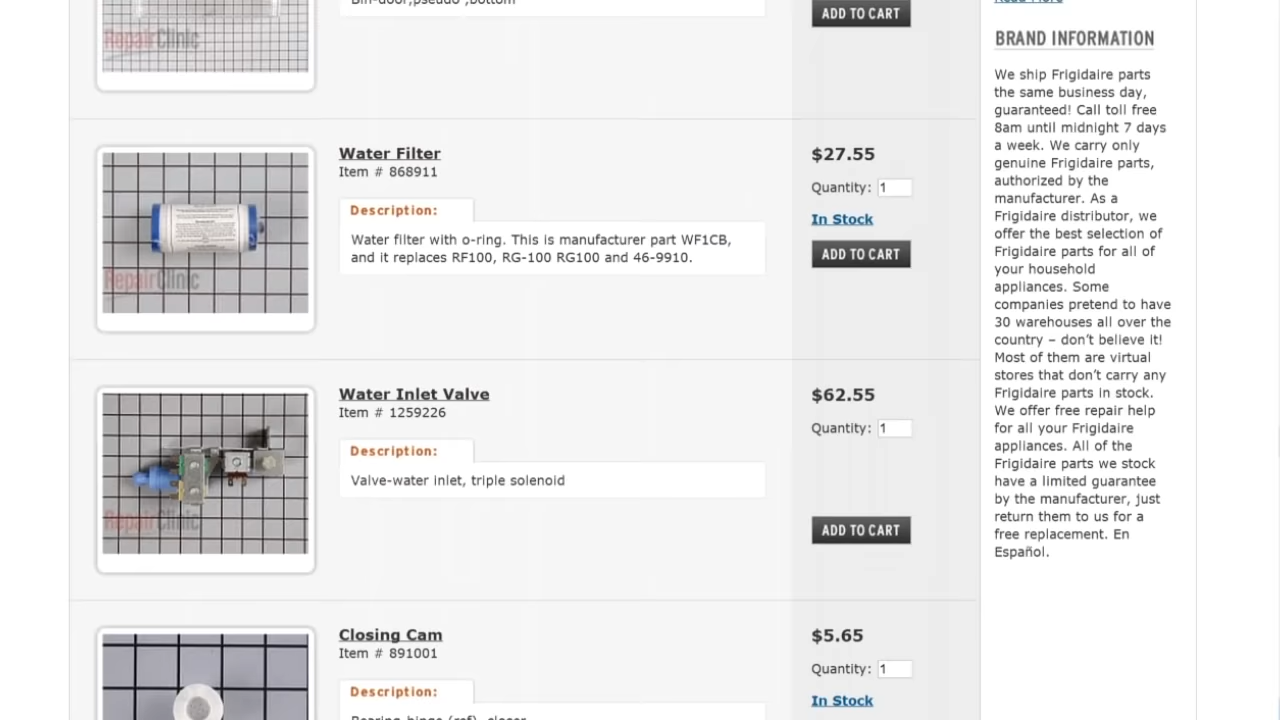 Read More
ADD TO CART
BRAND INFORMATION
We ship Frigidaire parts
the same business day,
guaranteed! Call toll free
8am until midnight 7 days
a week. We carry only
genuine Frigidaire parts,
authorized by the
manufacturer. As a
Frigidaire distributor, we
offer the best selection of
Frigidaire parts for all of
your household
appliances. Some
companies pretend to have
30 warehouses all over the
country – don't believe it!
Most of them are virtual
stores that don't carry any
Frigidaire parts in stock.
We offer free repair help
for all your Frigidaire
appliances. All of the
Frigidaire parts we stock
have a limited guarantee
by the manufacturer, just
return them to us for a
free replacement. En
Español.
RepairClinic
Water Filter
Item # 868911
Description:
Water filter with o-ring. This is manufacturer part WF1CB,
and it replaces RF100, RG-100 RG100 and 46-9910.
$27.55
Quantity: 1
In Stock
ADD TO CART
RepairClinic
Water Inlet Valve
Item # 1259226
Description:
Valve-water inlet, triple solenoid
$62.55
Quantity: 1
ADD TO CART
RepairClinic
Closing Cam
Item # 891001
Description:
$5.65
Quantity: 1
In Stock